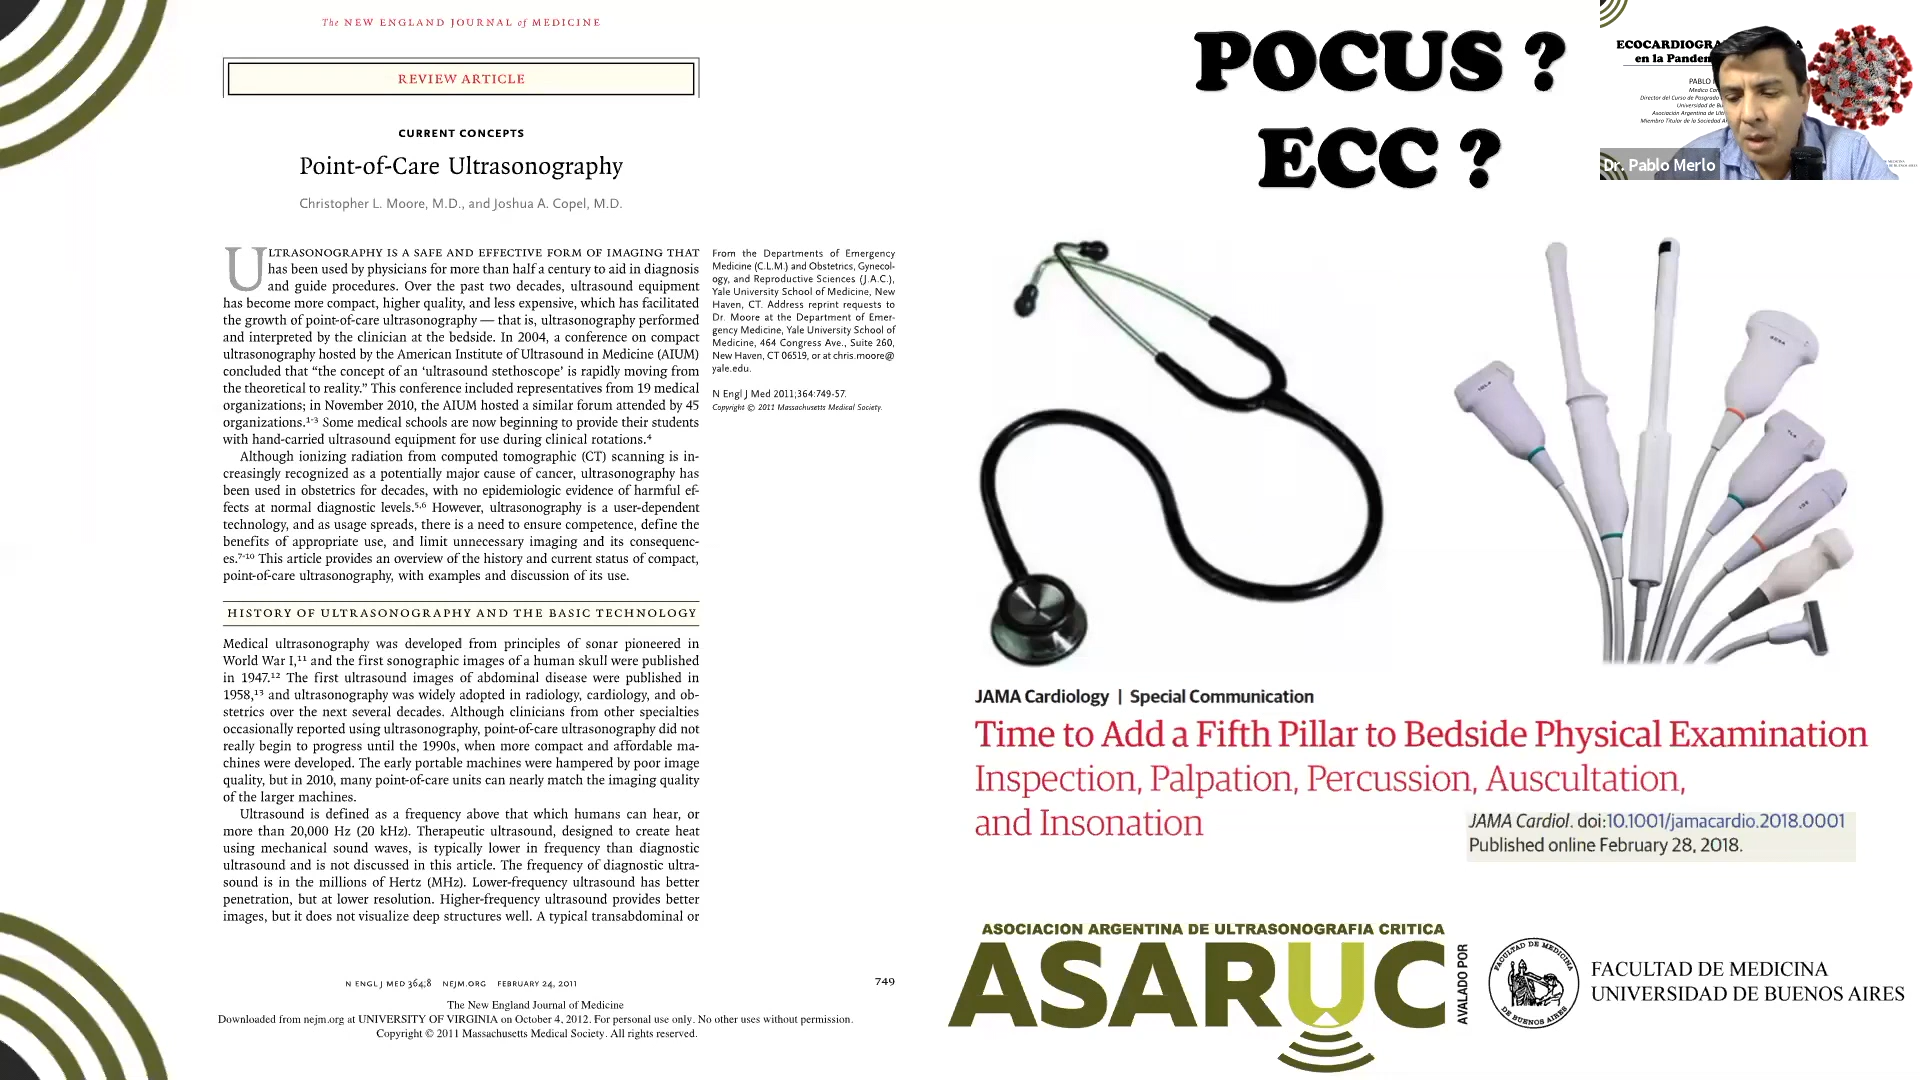 The NEW ENGLAND JOURNAL of MEDICINE
REVIEW ARTICLE
CURRENT CONCEPTS
Point-of-Care Ultrasonography
Christopher L. Moore, M.D., and Joshua A. Copel, M.D.
ULTRASONOGRAPHY IS A SAFE AND EFFECTIVE FORM OF IMAGING THAT
has been used by physicians for more than half a century to aid in diagnosis
and guide procedures. Over the past two decades, ultrasound equipment
has become more compact, higher quality, and less expensive, which has facilitated
the growth of point-of-care ultrasonography — that is, ultrasonography performed
and interpreted by the clinician at the bedside. In 2004, a conference on compact
ultrasonography hosted by the American Institute of Ultrasound in Medicine (AIUM)
concluded that “the concept of an ‘ultrasound stethoscope’ is rapidly moving from
the theoretical to reality.” This conference included representatives from 19 medical
organizations; in November 2010, the AIUM hosted a similar forum attended by 45
organizations.¹⁻³ Some medical schools are now beginning to provide their students
with hand-carried ultrasound equipment for use during clinical rotations.⁴
Although ionizing radiation from computed tomographic (CT) scanning is in-
creasingly recognized as a potentially major cause of cancer, ultrasonography has
been used in obstetrics for decades, with no epidemiologic evidence of harmful ef-
fects at normal diagnostic levels.⁵,⁶ However, ultrasonography is a user-dependent
technology, and as usage spreads, there is a need to ensure competence, define the
benefits of appropriate use, and limit unnecessary imaging and its consequenc-
es.⁷⁻¹⁰ This article provides an overview of the history and current status of compact,
point-of-care ultrasonography, with examples and discussion of its use.
HISTORY OF ULTRASONOGRAPHY AND THE BASIC TECHNOLOGY
Medical ultrasonography was developed from principles of sonar pioneered in
World War I,¹¹ and the first sonographic images of a human skull were published
in 1947.¹² The first ultrasound images of abdominal disease were published in
1958,¹³ and ultrasonography was widely adopted in radiology, cardiology, and ob-
stetrics over the next several decades. Although clinicians from other specialties
occasionally reported using ultrasonography, point-of-care ultrasonography did not
really begin to progress until the 1990s, when more compact and affordable ma-
chines were developed. The early portable machines were hampered by poor image
quality, but in 2010, many point-of-care units can nearly match the imaging quality
of the larger machines.
Ultrasound is defined as a frequency above that which humans can hear, or
more than 20,000 Hz (20 kHz). Therapeutic ultrasound, designed to create heat
using mechanical sound waves, is typically lower in frequency than diagnostic
ultrasound and is not discussed in this article. The frequency of diagnostic ultra-
sound is in the millions of Hertz (MHz). Lower-frequency ultrasound has better
penetration, but at lower resolution. Higher-frequency ultrasound provides better
images, but it does not visualize deep structures well. A typical transabdominal or
From the Departments of Emergency
Medicine (C.L.M.) and Obstetrics, Gynecol-
ogy, and Reproductive Sciences (J.A.C.),
Yale University School of Medicine, New
Haven, CT. Address reprint requests to
Dr. Moore at the Department of Emer-
gency Medicine, Yale University School of
Medicine, 464 Congress Ave., Suite 260,
New Haven, CT 06519, or at chris.moore@
yale.edu.
N Engl J Med 2011;364:749-57.
Copyright © 2011 Massachusetts Medical Society.
N ENGL J MED 364;8 NEJM.ORG FEBRUARY 24, 2011
749
The New England Journal of Medicine
Downloaded from nejm.org at UNIVERSITY OF VIRGINIA on October 4, 2012. For personal use only. No other uses without permission.
Copyright © 2011 Massachusetts Medical Society. All rights reserved.
POCUS ?
ECC ?
en la
PABLO
Director del Curso de Posgrado
Dr. Pablo Merlo
JAMA Cardiology | Special Communication
Time to Add a Fifth Pillar to Bedside Physical Examination
Inspection, Palpation, Percussion, Auscultation,
and Insonation
JAMA Cardiol. doi:10.1001/jamacardio.2018.0001
Published online February 28, 2018.
ASOCIACION ARGENTINA DE ULTRASONOGRAFIA CRITICA
ASARUC
AVALADO POR
FACULTAD DE MEDICINA
DE BUENOS AIRES
FACULTAD DE MEDICINA
UNIVERSIDAD DE BUENOS AIRES